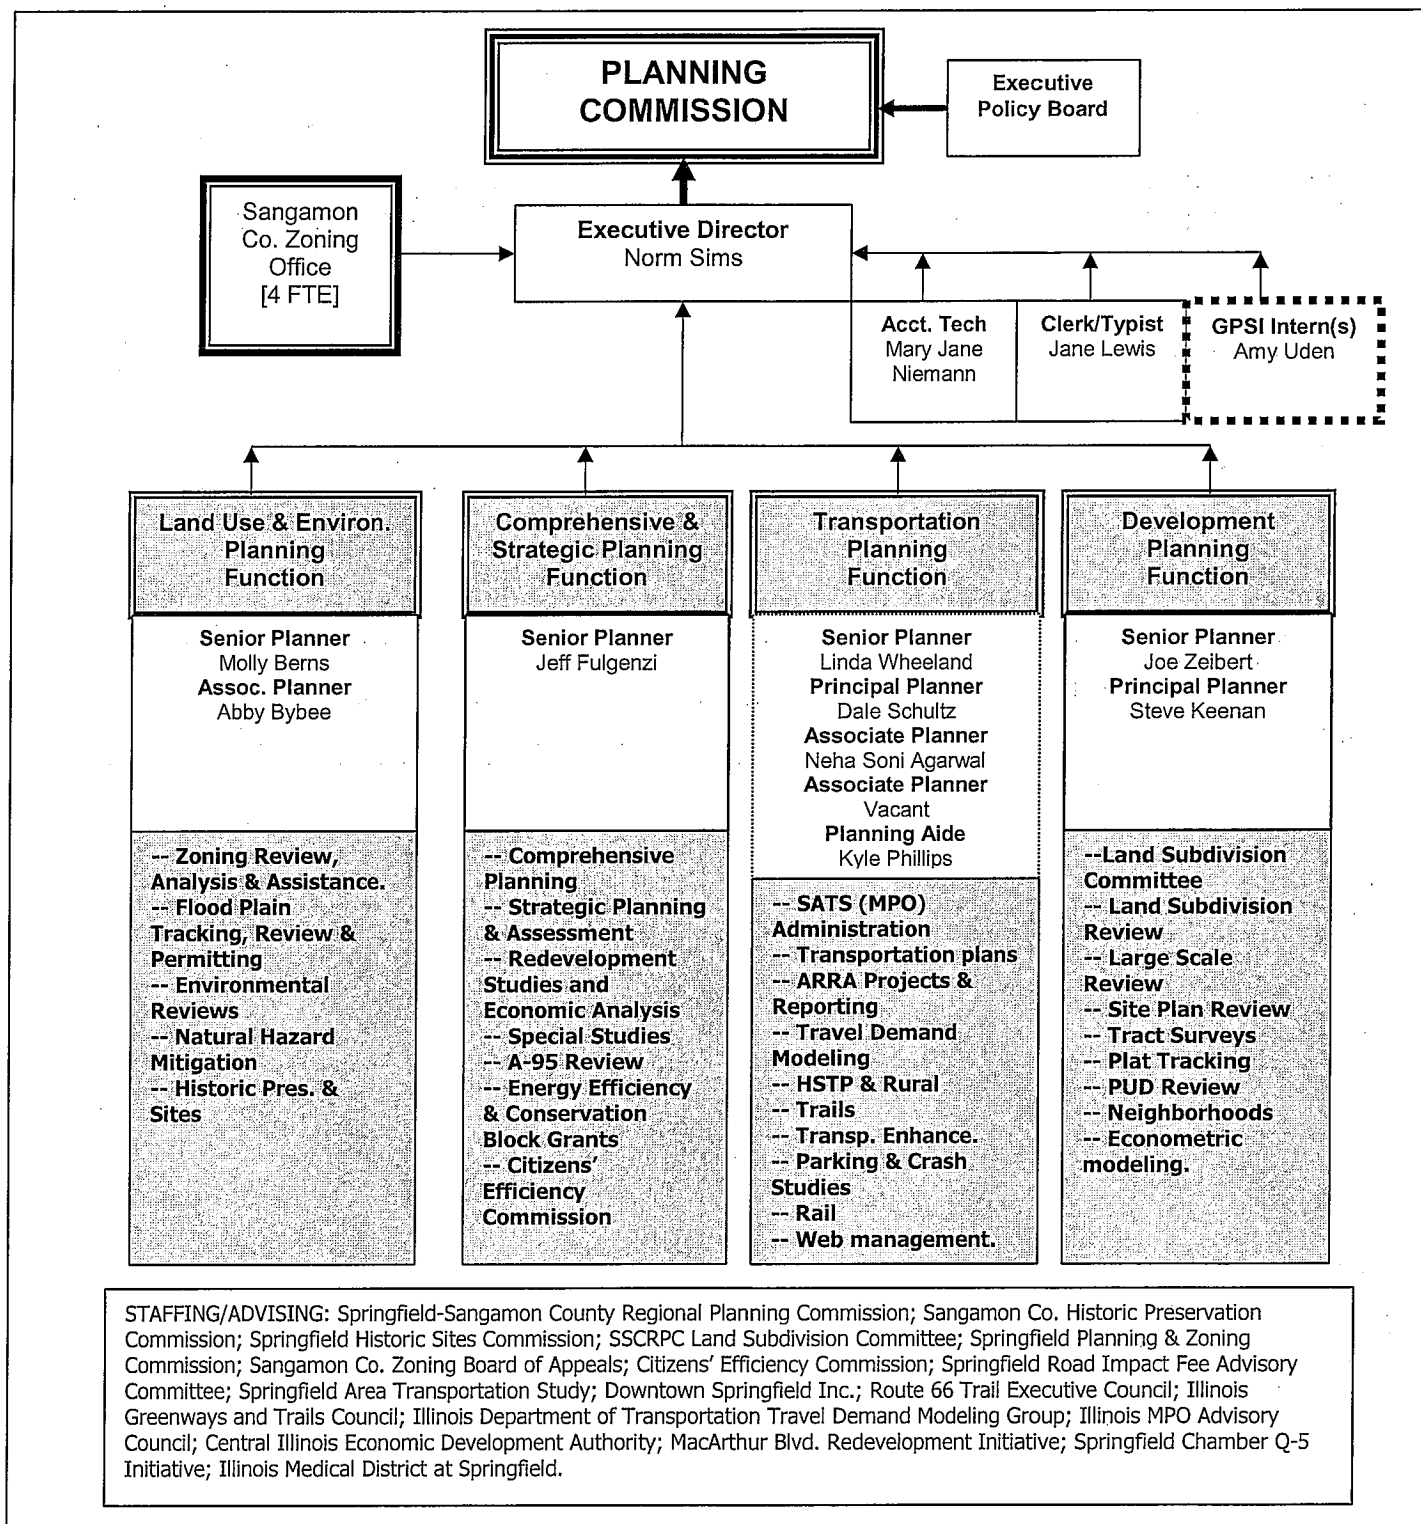 PLANNING
COMMISSION
Executive
Policy Board
Sangamon
Co. Zoning
Office
[4 FTE]
Executive Director
Norm Sims
Acct. Tech
Mary Jane
Niemann
Clerk/Typist
Jane Lewis
GPSI Intern(s)
Amy Uden
Land Use & Environ.
Planning
Function
Senior Planner
Molly Berns
Assoc. Planner
Abby Bybee
-- Zoning Review,
Analysis & Assistance.
-- Flood Plain
Tracking, Review &
Permitting
-- Environmental
Reviews
-- Natural Hazard
Mitigation
-- Historic Pres. &
Sites
Comprehensive &
Strategic Planning
Function
Senior Planner
Jeff Fulgenzi
-- Comprehensive
Planning
-- Strategic Planning
& Assessment
-- Redevelopment
Studies and
Economic Analysis
-- Special Studies
-- A-95 Review
-- Energy Efficiency
& Conservation
Block Grants
-- Citizens'
Efficiency
Commission
Transportation
Planning
Function
Senior Planner
Linda Wheeland
Principal Planner
Dale Schultz
Associate Planner
Neha Soni Agarwal
Associate Planner
Vacant
Planning Aide
Kyle Phillips
-- SATS (MPO)
Administration
-- Transportation plans
-- ARRA Projects &
Reporting
-- Travel Demand
Modeling
-- HSTP & Rural
-- Trails
-- Transp. Enhance.
-- Parking & Crash
Studies
-- Rail
-- Web management.
Development
Planning
Function
Senior Planner
Joe Zeibert
Principal Planner
Steve Keenan
--Land Subdivision
Committee
-- Land Subdivision
Review
-- Large Scale
Review
-- Site Plan Review
-- Tract Surveys
-- Plat Tracking
-- PUD Review
-- Neighborhoods
-- Econometric
modeling.
STAFFING/ADVISING: Springfield-Sangamon County Regional Planning Commission; Sangamon Co. Historic Preservation
Commission; Springfield Historic Sites Commission; SSCRPC Land Subdivision Committee; Springfield Planning & Zoning
Commission; Sangamon Co. Zoning Board of Appeals; Citizens' Efficiency Commission; Springfield Road Impact Fee Advisory
Committee; Springfield Area Transportation Study; Downtown Springfield Inc.; Route 66 Trail Executive Council; Illinois
Greenways and Trails Council; Illinois Department of Transportation Travel Demand Modeling Group; Illinois MPO Advisory
Council; Central Illinois Economic Development Authority; MacArthur Blvd. Redevelopment Initiative; Springfield Chamber Q-5
Initiative; Illinois Medical District at Springfield.